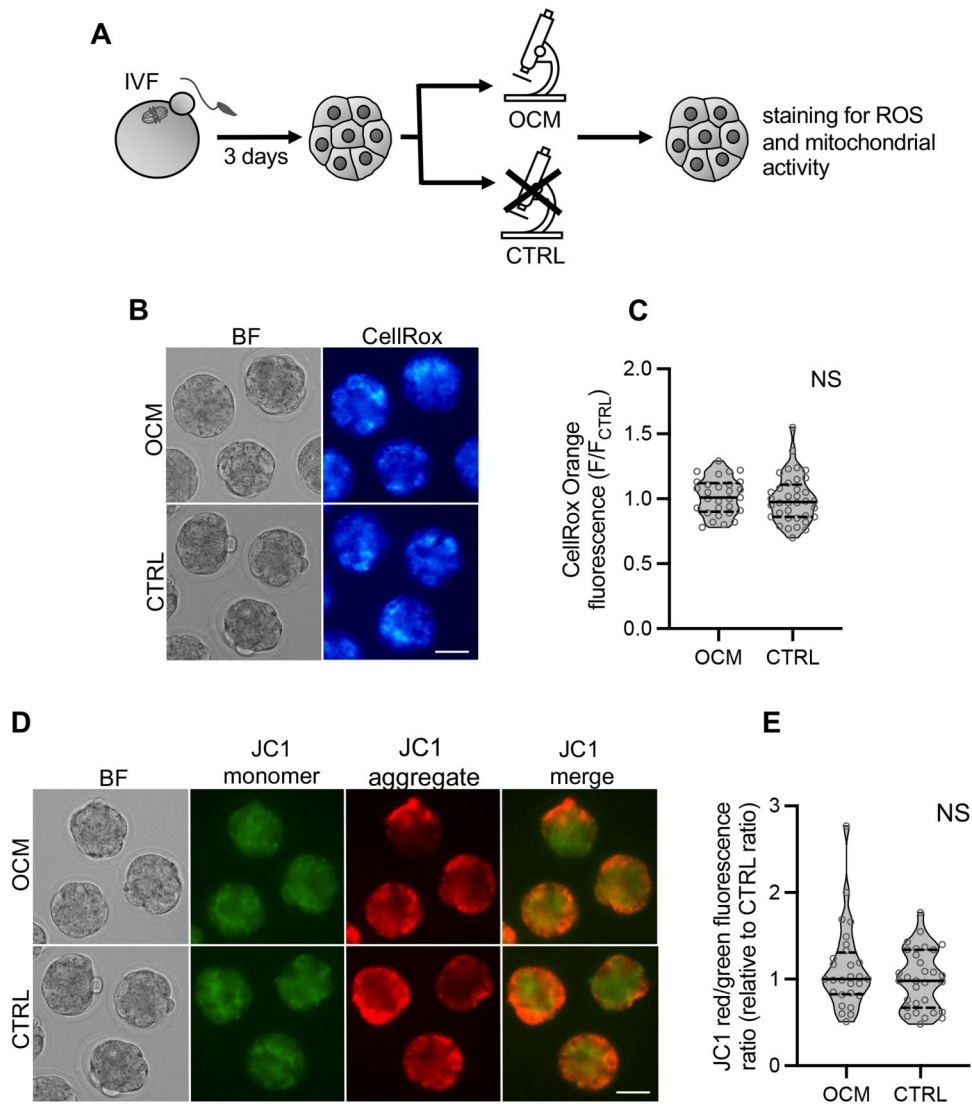 A
IVF
3 days
OCM
CTRL
staining for ROS
and mitochondrial
activity
B
BF
CellRox
OCM
CTRL
C
CellRox Orange
fluorescence (F/F_CTRL)
2.0
1.5
1.0
0.5
0.0
NS
OCM
CTRL
D
BF
JC1
monomer
JC1
aggregate
JC1
merge
OCM
CTRL
E
JC1 red/green fluorescence
ratio (relative to CTRL ratio)
3
2
1
0
NS
OCM
CTRL